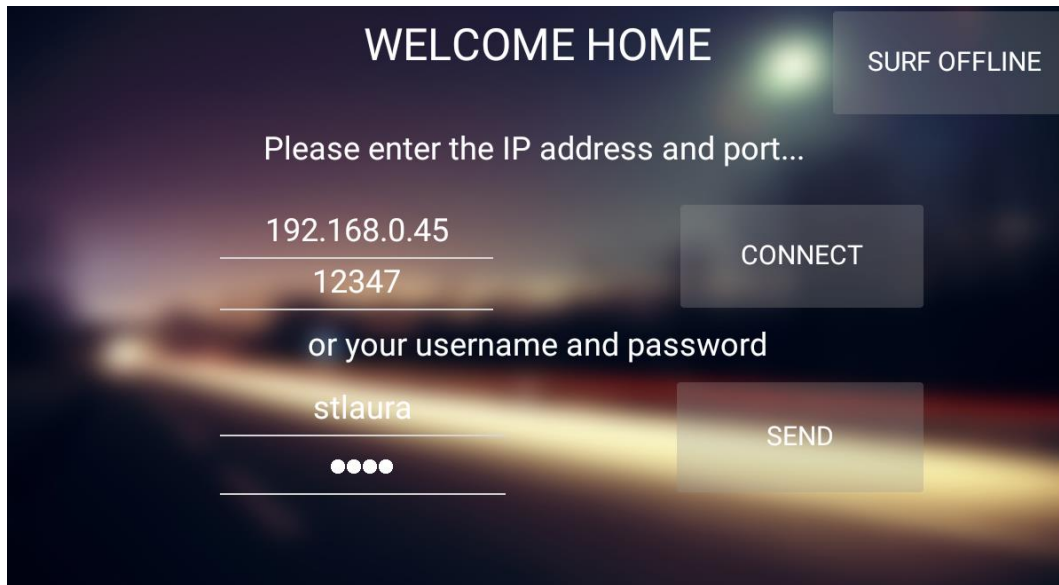 WELCOME HOME
SURF OFFLINE
Please enter the IP address and port...
192.168.0.45
CONNECT
12347
or your username and password
stlaura
SEND
●●●●